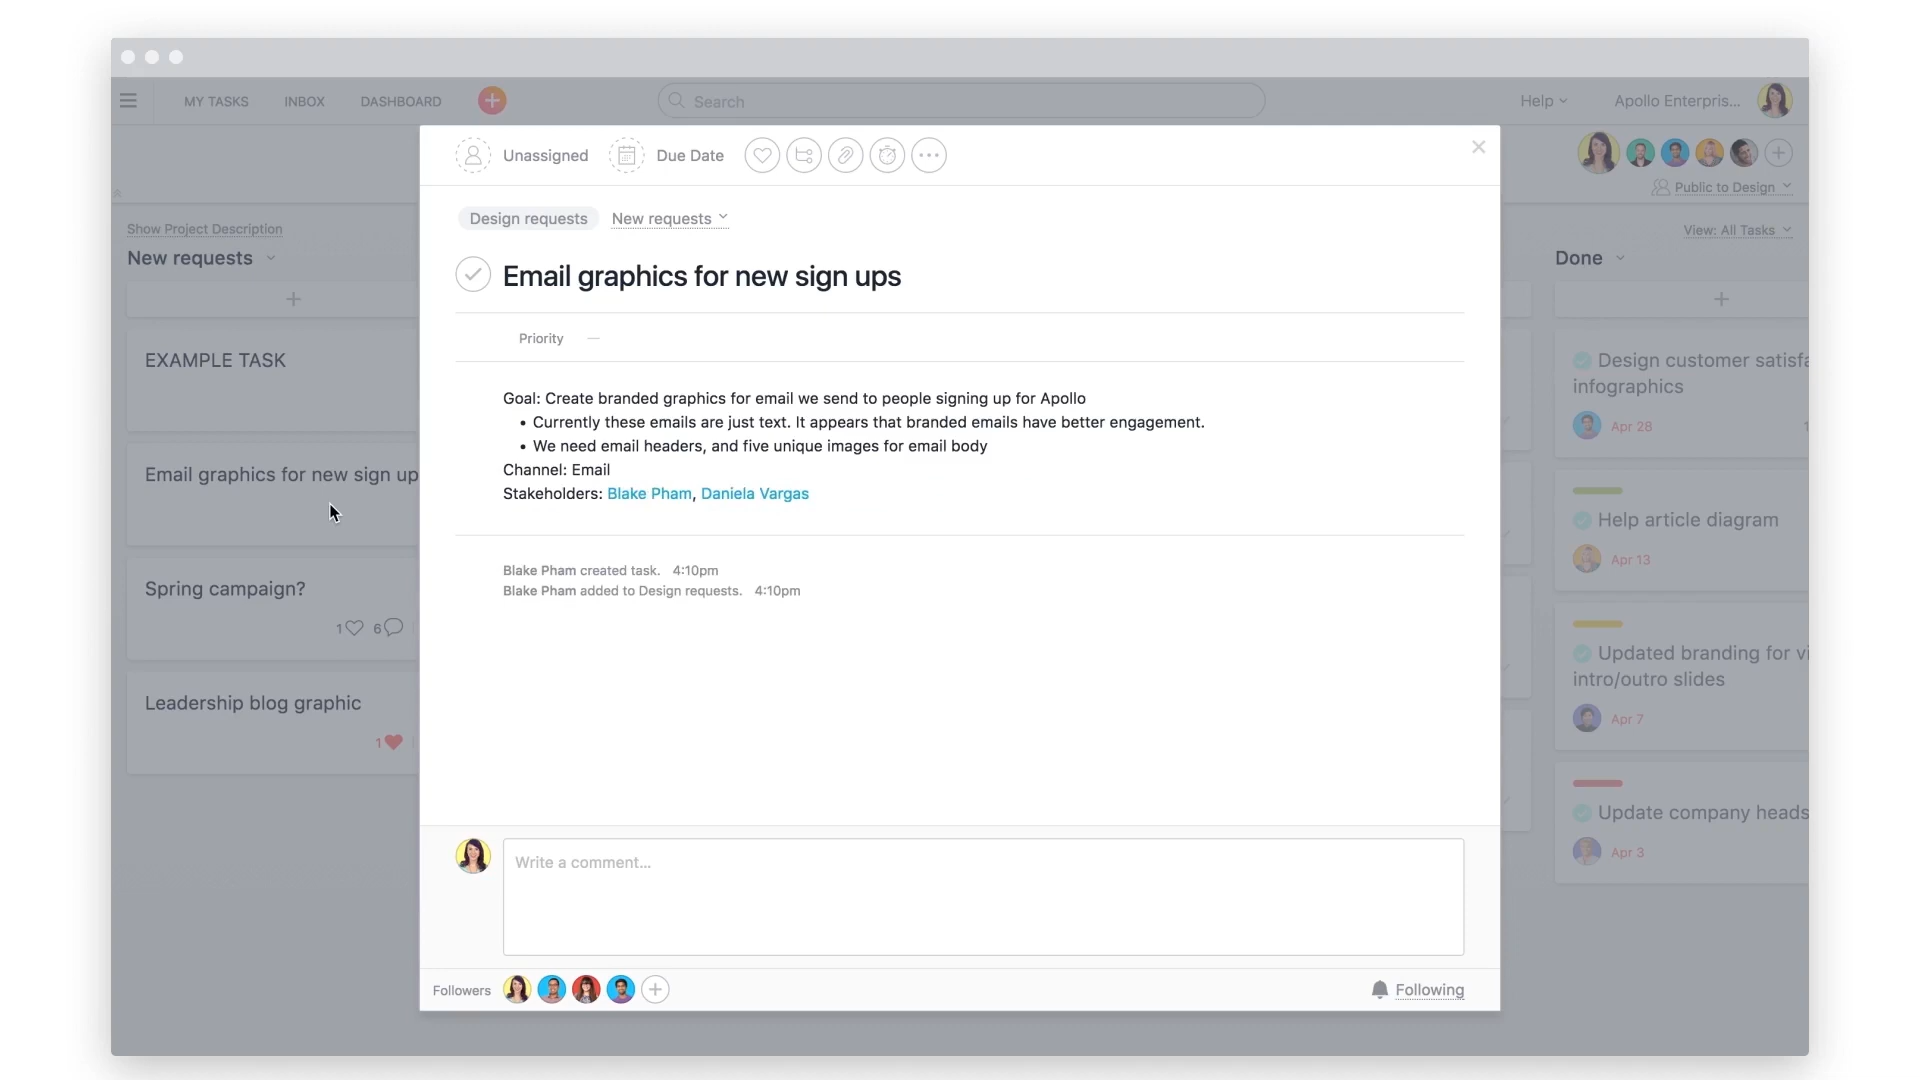 MY TASKS
INBOX
DASHBOARD
Search
Help
Apollo Enterpris...
Public to Design
Show Project Description
View: All Tasks
New requests
EXAMPLE TASK
Email graphics for new sign up
Spring campaign?
1
6
Leadership blog graphic
1
Unassigned
Due Date
Design requests
New requests
Email graphics for new sign ups
Priority —
Goal: Create branded graphics for email we send to people signing up for Apollo
• Currently these emails are just text. It appears that branded emails have better engagement.
• We need email headers, and five unique images for email body
Channel: Email
Stakeholders: Blake Pham, Daniela Vargas
Blake Pham created task. 4:10pm
Blake Pham added to Design requests. 4:10pm
Write a comment...
Followers
Following
Done
Design customer satisfa
infographics
Apr 28
1
Help article diagram
Apr 13
Updated branding for vi
intro/outro slides
Apr 7
Update company heads
Apr 3